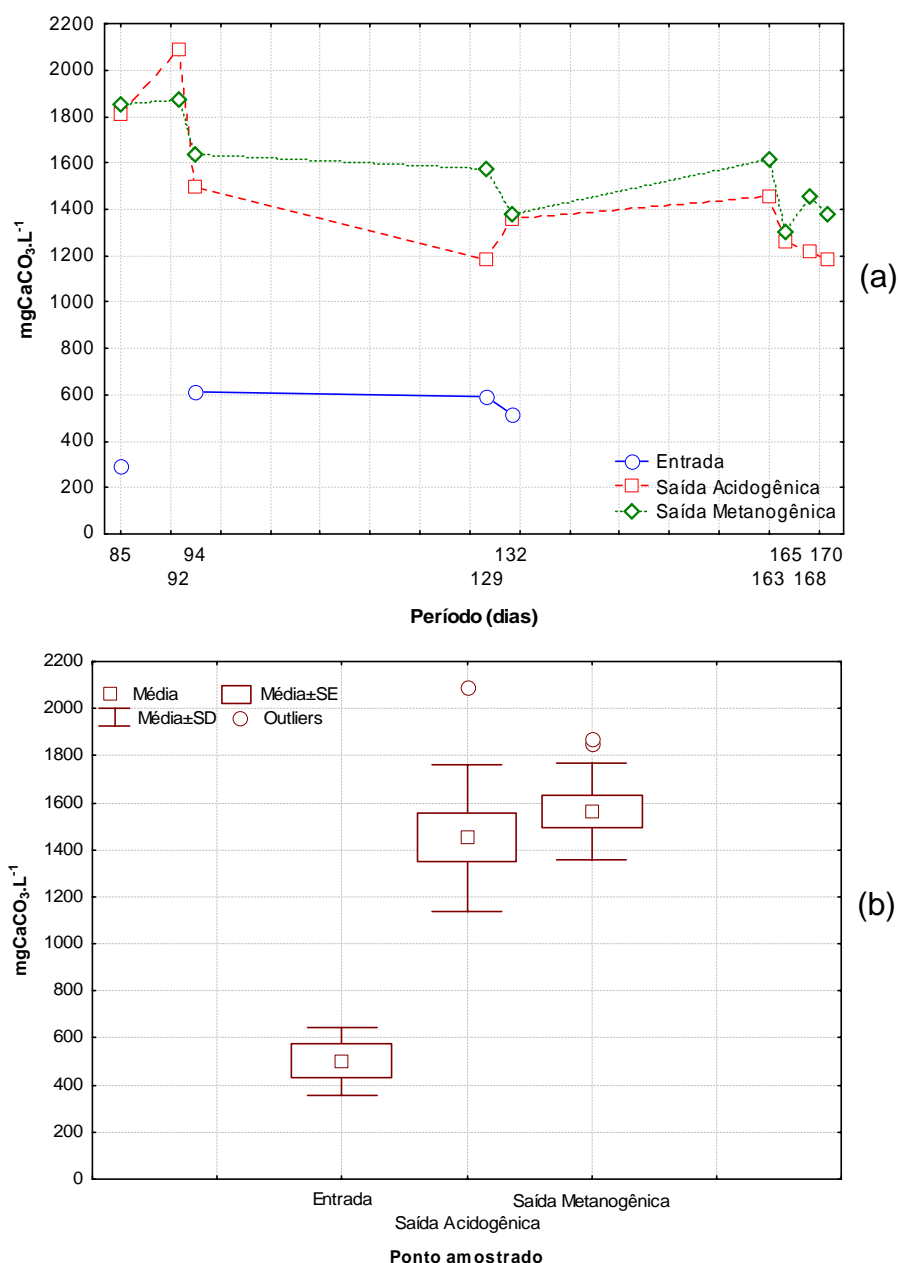 2200
2000
1800
1600
1400
1200
1000
800
600
400
200
0
mgCaCO₃.L⁻¹
(a)
Entrada
Saída Acidogênica
Saída Metanogênica
85 94 132 165 170
92 129 163 168
Período (dias)
2200
2000
1800
1600
1400
1200
1000
800
600
400
200
0
mgCaCO₃.L⁻¹
(b)
Média Média±SE
Média±SD Outliers
Entrada Saída Metanogênica
Saída Acidogênica
Ponto amostrado